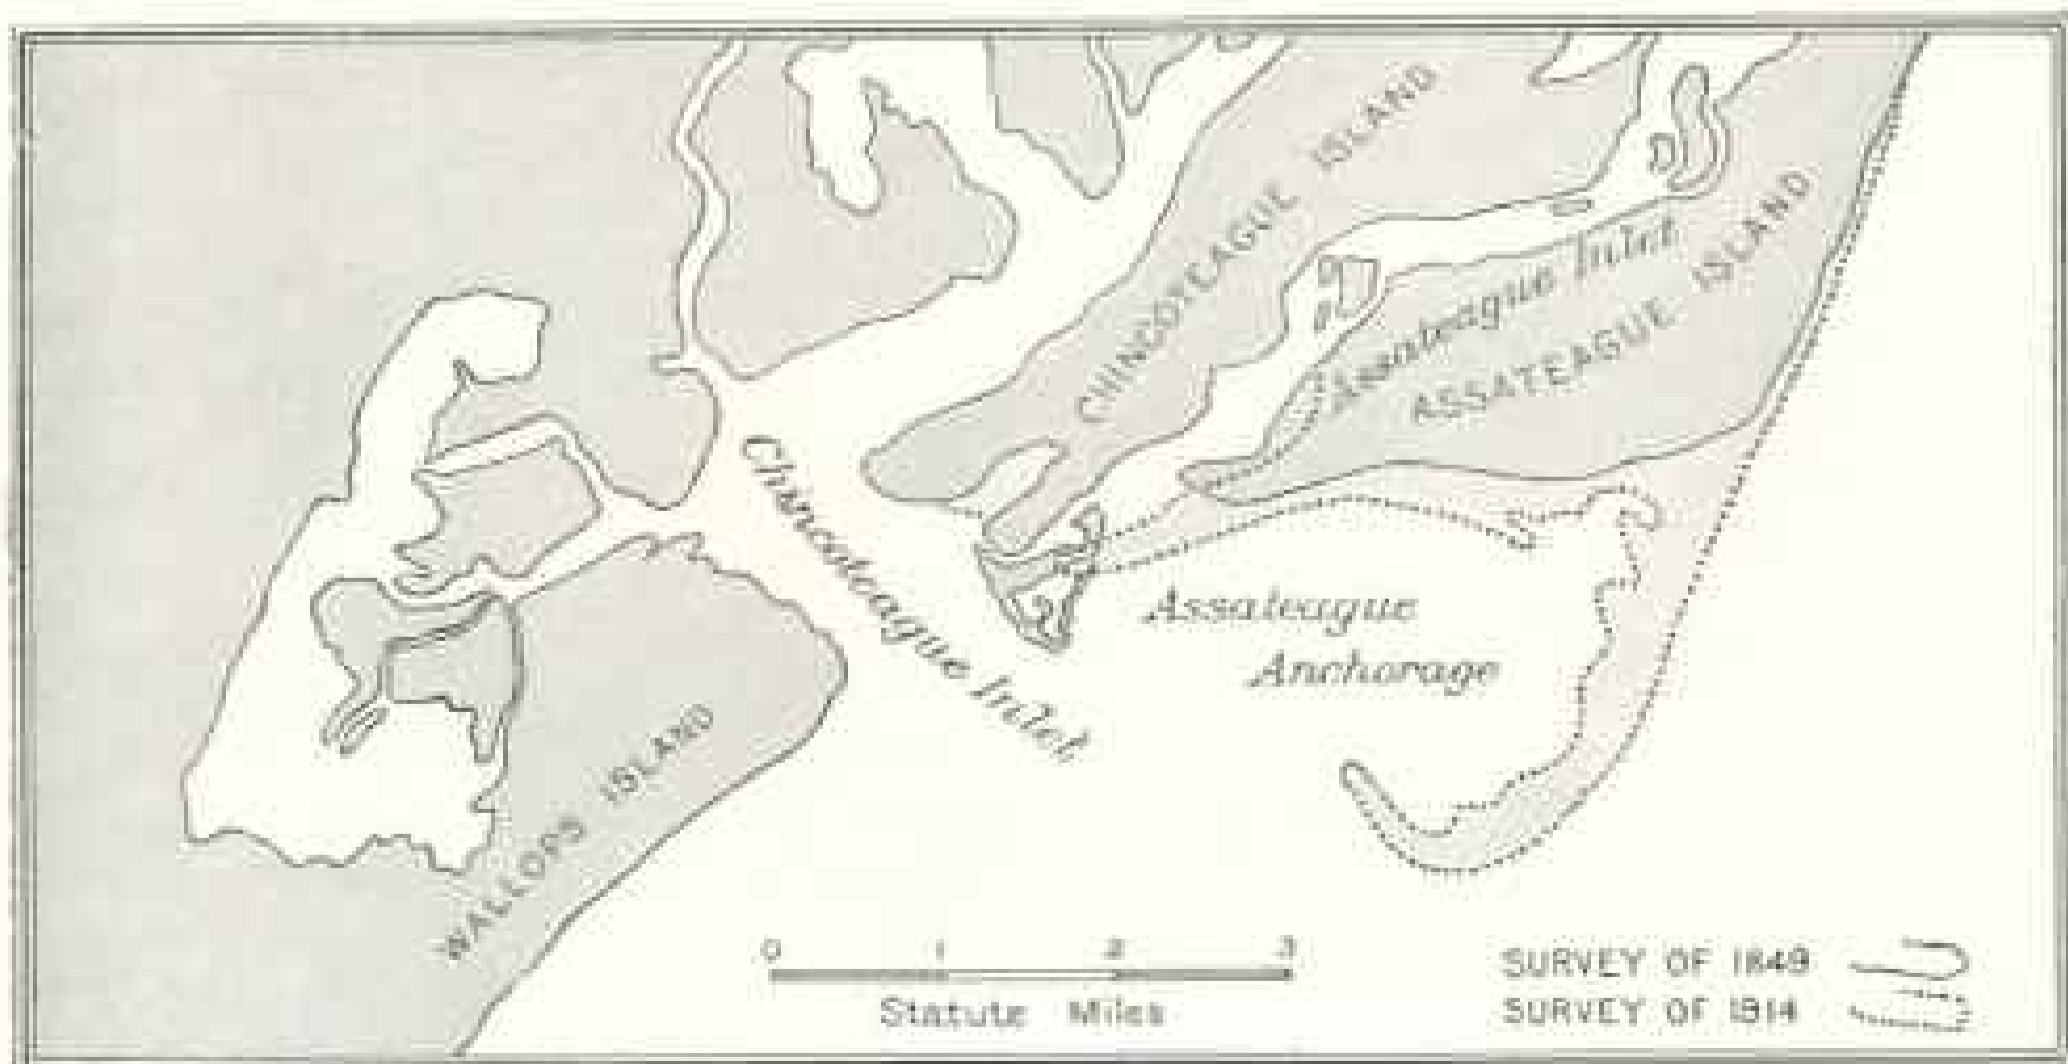 CHINCOTEAGUE ISLAND
Assateague Inlet
ASSATEAGUE ISLAND
Chincoteague Inlet
Assateague
Anchorage
WALLOPS ISLAND
0 1 2 3
Statute Miles
SURVEY OF 1849
SURVEY OF 1914